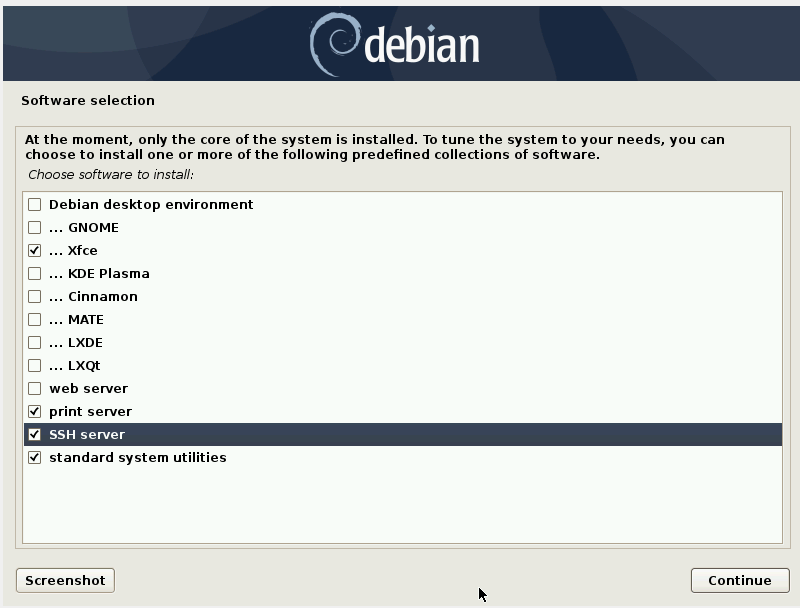 debian
Software selection
At the moment, only the core of the system is installed. To tune the system to your needs, you can
choose to install one or more of the following predefined collections of software.
Choose software to install:
Debian desktop environment
... GNOME
... Xfce
... KDE Plasma
... Cinnamon
... MATE
... LXDE
... LXQt
web server
print server
SSH server
standard system utilities
Screenshot
Continue